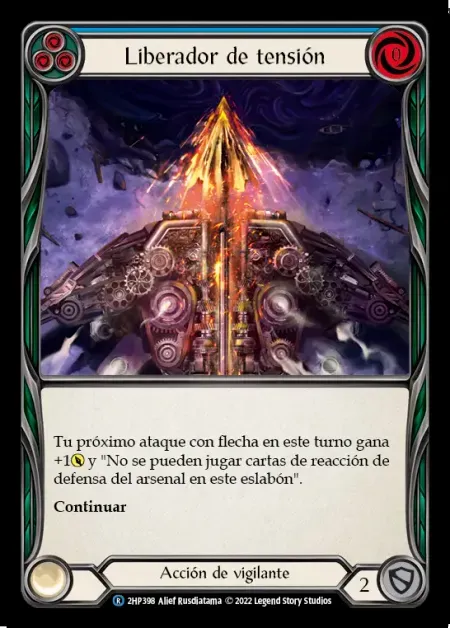 Liberador de tensión
0
Tu próximo ataque con flecha en este turno gana
+1 y "No se pueden jugar cartas de reacción de
defensa del arsenal en este eslabón".
Continuar
Acción de vigilante
2
R 2HP398 Alief Rusdiatama © 2022 Legend Story Studios